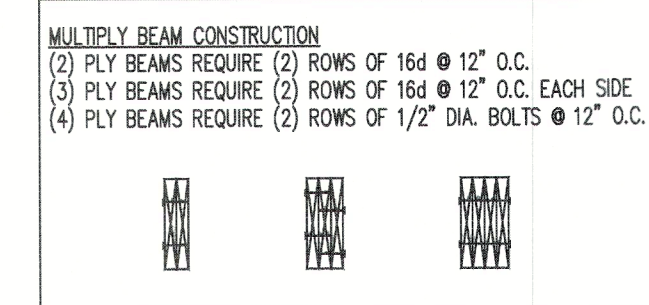 MULTIPLY BEAM CONSTRUCTION
(2) PLY BEAMS REQUIRE (2) ROWS OF 16d @ 12" O.C.
(3) PLY BEAMS REQUIRE (2) ROWS OF 16d @ 12" O.C. EACH SIDE
(4) PLY BEAMS REQUIRE (2) ROWS OF 1/2" DIA. BOLTS @ 12" O.C.